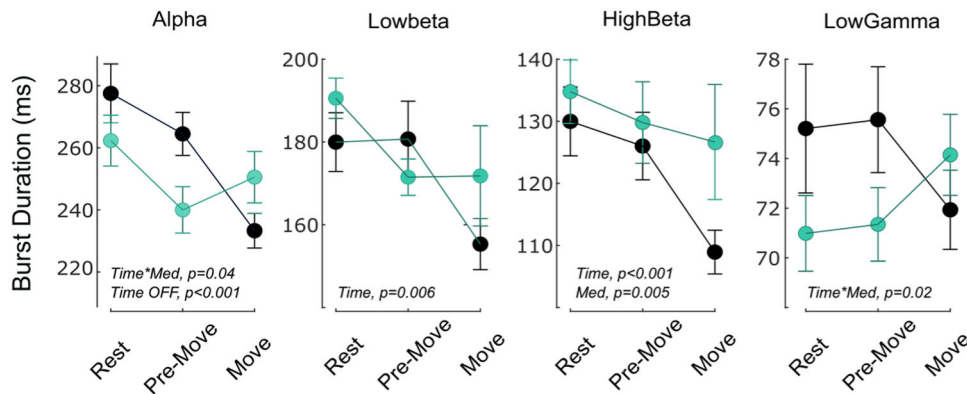 Alpha
Lowbeta
HighBeta
LowGamma
Burst Duration (ms)
280
260
240
220
Time*Med, p=0.04
Time OFF, p<0.001
Rest
Pre-Move
Move
200
180
160
Time, p=0.006
Rest
Pre-Move
Move
140
130
120
110
Time, p<0.001
Med, p=0.005
Rest
Pre-Move
Move
78
76
74
72
70
Time*Med, p=0.02
Rest
Pre-Move
Move